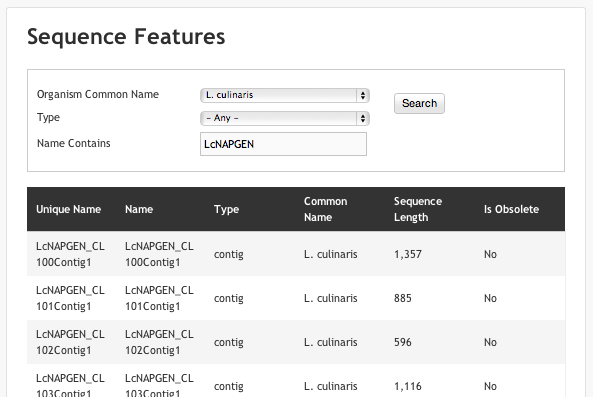 Sequence Features
Organism Common Name L. culinaris Search
Type - Any -
Name Contains LcNAPGEN
Unique Name Name Type Common Name Sequence Length Is Obsolete
LcNAPGEN_CL100Contig1 LcNAPGEN_CL100Contig1 contig L. culinaris 1,357 No
LcNAPGEN_CL101Contig1 LcNAPGEN_CL101Contig1 contig L. culinaris 885 No
LcNAPGEN_CL102Contig1 LcNAPGEN_CL102Contig1 contig L. culinaris 596 No
LcNAPGEN_CL103Contig1 LcNAPGEN_CL103Contig1 contig L. culinaris 1,116 No